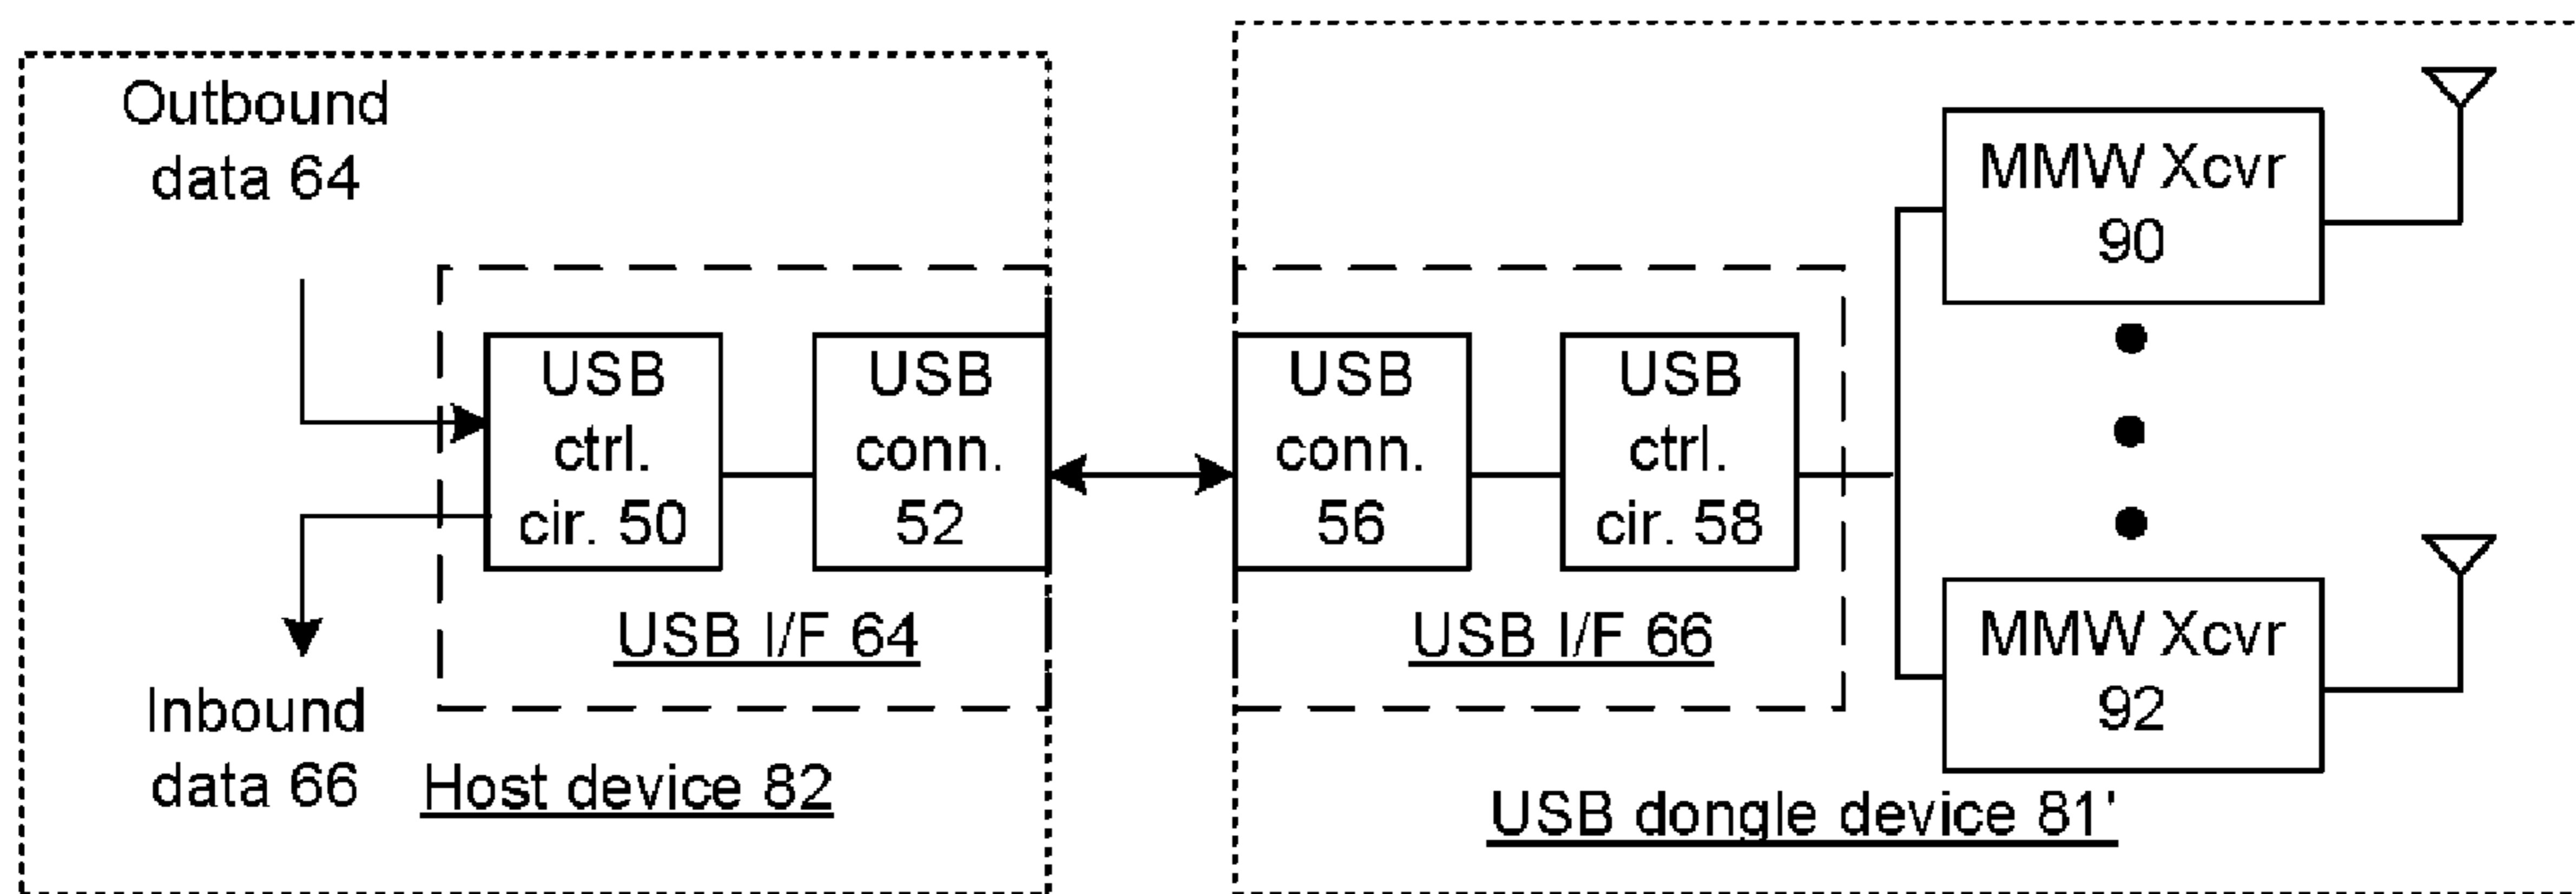 Outbound
data 64
USB
ctrl.
cir. 50
USB
conn.
52
USB I/F 64
Inbound
data 66
Host device 82
USB
conn.
56
USB
ctrl.
cir. 58
USB I/F 66
MMW Xcvr
90
MMW Xcvr
92
USB dongle device 81'